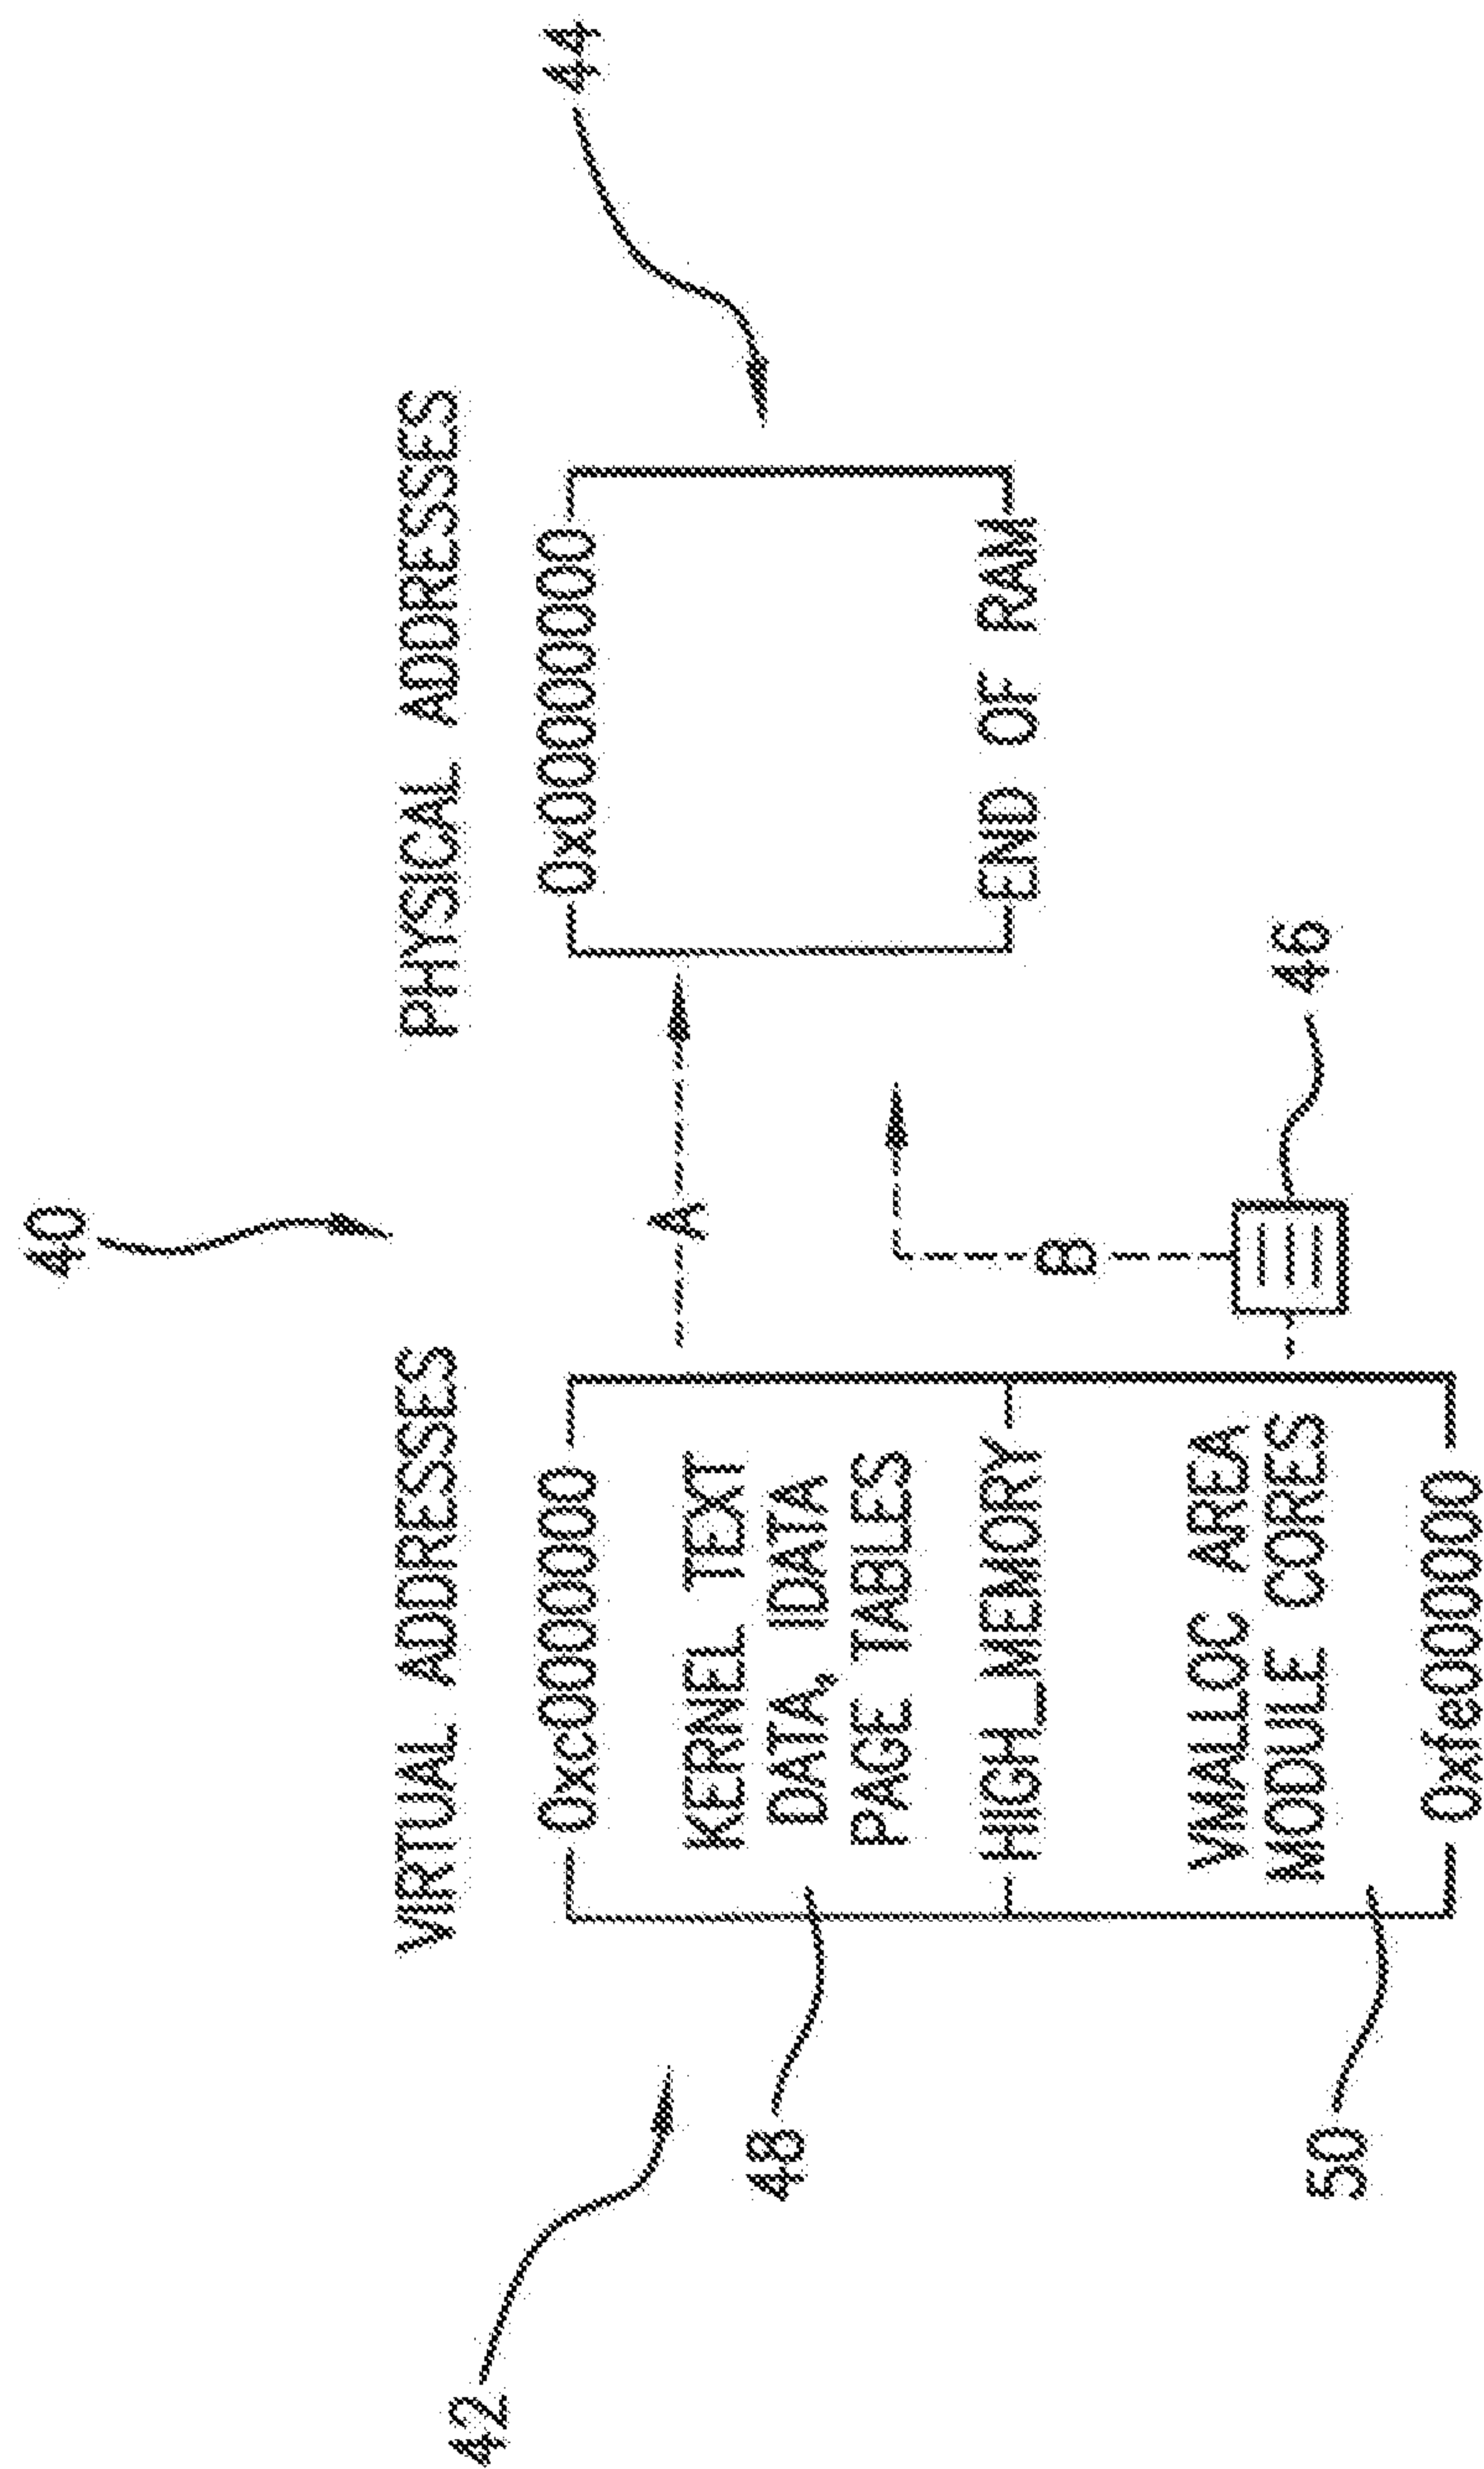 40
VIRTUAL ADDRESSES
PHYSICAL ADDRESSES
42
44
0xc0000000
0x00000000
KERNEL TEXT
DATA, IDATA
PAGE TABLES
A
48
HIGH_MEMORY
END OF RAM
B
VMALLOC AREA
MODULE CORES
46
50
0xfe00000